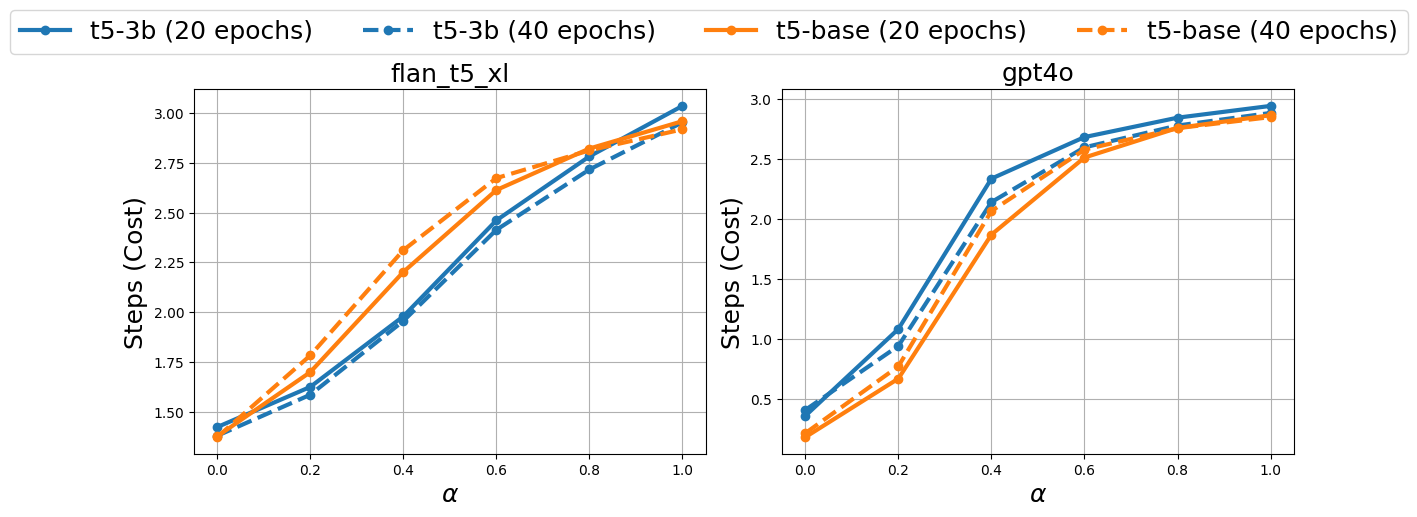 t5-3b (20 epochs) t5-3b (40 epochs) t5-base (20 epochs) t5-base (40 epochs)
flan_t5_xl
Steps (Cost)
3.00
2.75
2.50
2.25
2.00
1.75
1.50
0.0 0.2 0.4 0.6 0.8 1.0
α
gpt4o
Steps (Cost)
3.0
2.5
2.0
1.5
1.0
0.5
0.0 0.2 0.4 0.6 0.8 1.0
α